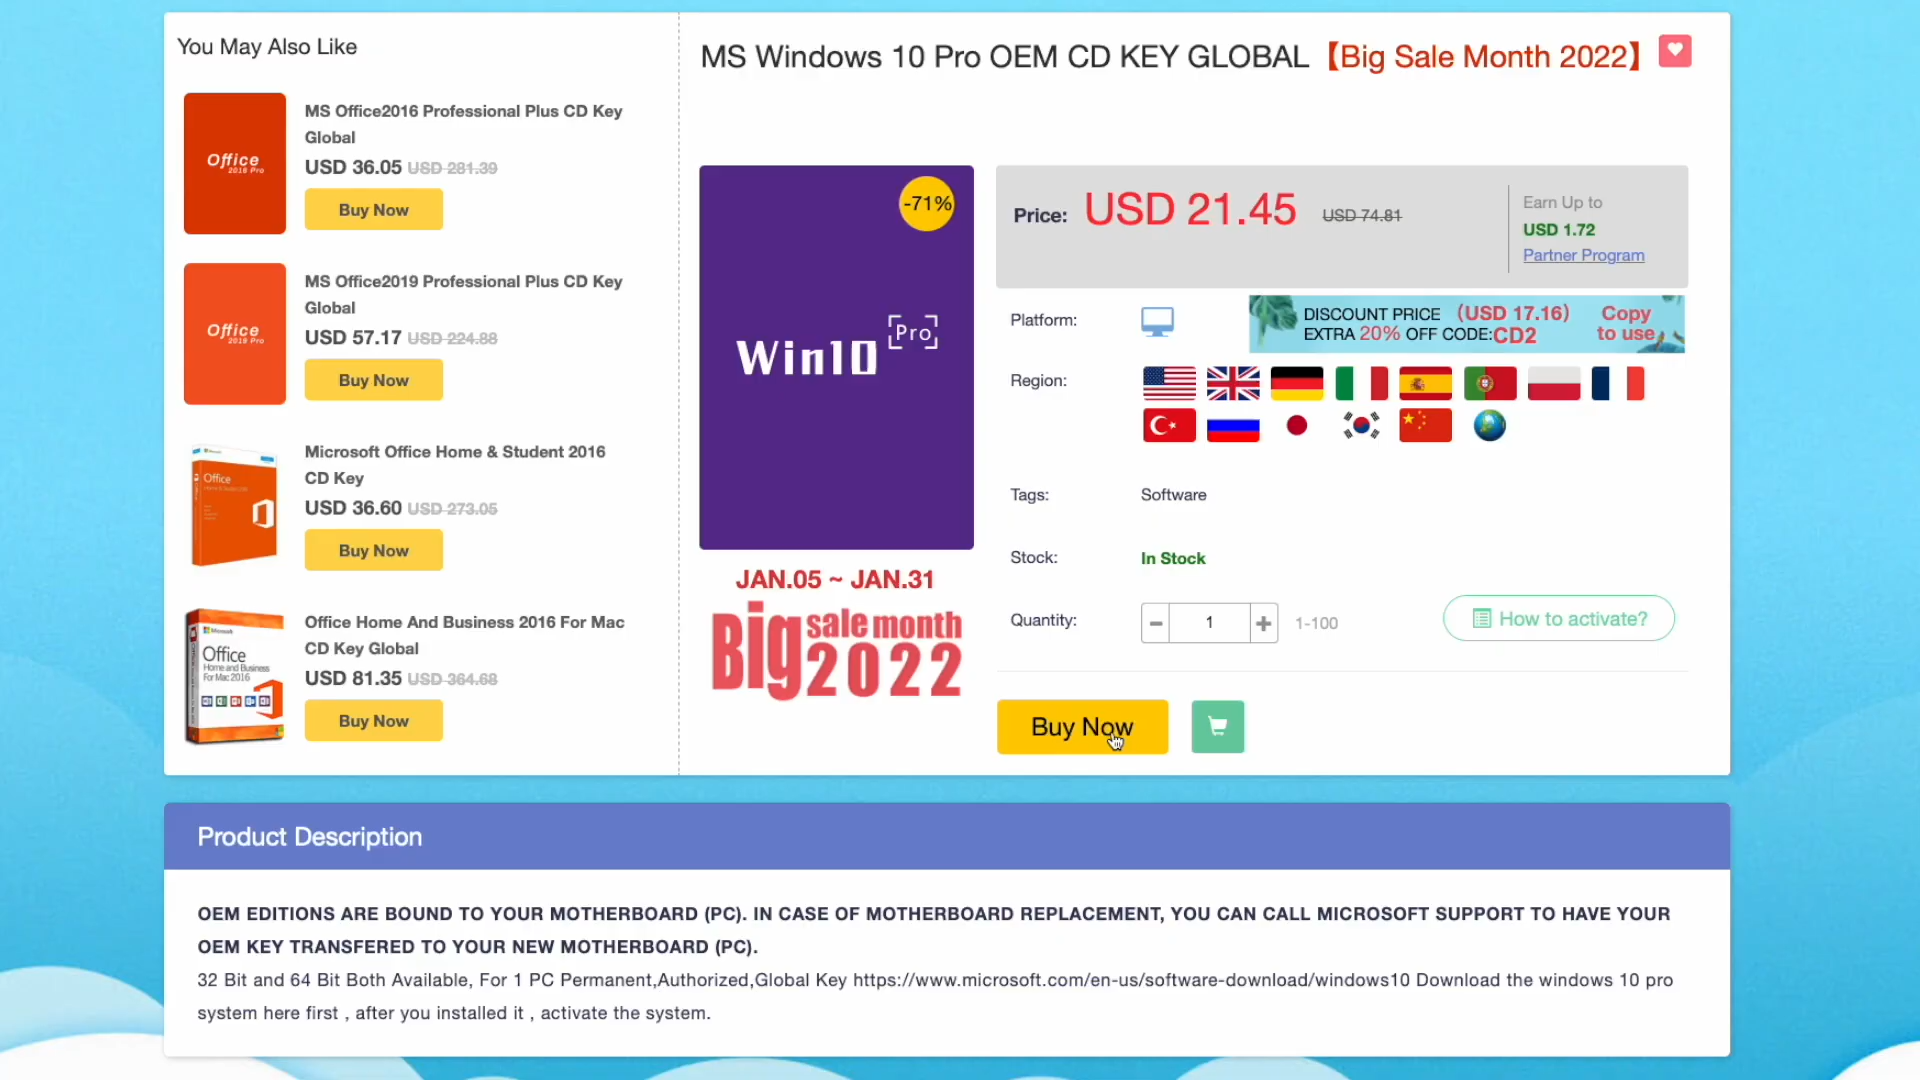 You May Also Like
Office
2016 Pro
MS Office2016 Professional Plus CD Key
Global
USD 36.05 USD 281.39
Buy Now
Office
2019 Pro
MS Office2019 Professional Plus CD Key
Global
USD 57.17 USD 224.88
Buy Now
Office
Microsoft Office Home & Student 2016
CD Key
USD 36.60 USD 273.05
Buy Now
Microsoft
Office
Home and Business
For Mac 2016
Office Home And Business 2016 For Mac
CD Key Global
USD 81.35 USD 364.68
Buy Now
MS Windows 10 Pro OEM CD KEY GLOBAL【Big Sale Month 2022】
-71%
Win10 Pro
JAN.05 ~ JAN.31
Big sale month
2022
Price: USD 21.45 USD 74.81
Earn Up to
USD 1.72
Partner Program
Platform:
DISCOUNT PRICE (USD 17.16)
EXTRA 20% OFF CODE:CD2
Copy
to use
Region:
Tags: Software
Stock: In Stock
Quantity: − 1 + 1-100
How to activate?
Buy Now
Product Description
OEM EDITIONS ARE BOUND TO YOUR MOTHERBOARD (PC). IN CASE OF MOTHERBOARD REPLACEMENT, YOU CAN CALL MICROSOFT SUPPORT TO HAVE YOUR
OEM KEY TRANSFERED TO YOUR NEW MOTHERBOARD (PC).
32 Bit and 64 Bit Both Available, For 1 PC Permanent,Authorized,Global Key https://www.microsoft.com/en-us/software-download/windows10 Download the windows 10 pro
system here first , after you installed it , activate the system.